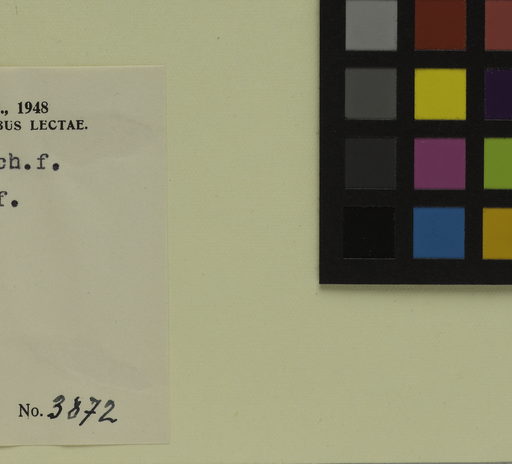 ., 1948
BUS LECTAE.
ch.f.
f.
No. 3872